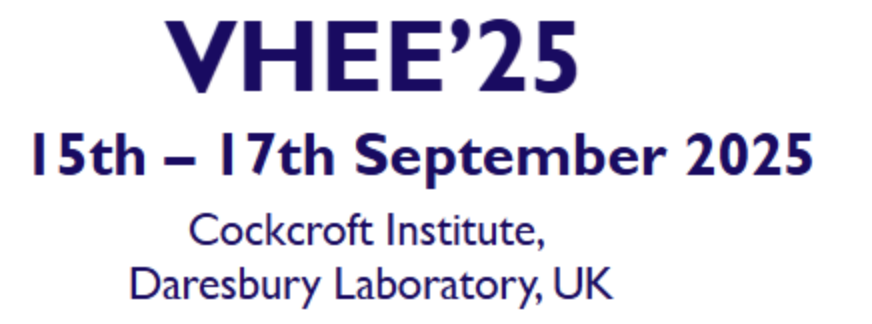 VHEE’25
15th – 17th September 2025
Cockcroft Institute,
Daresbury Laboratory, UK